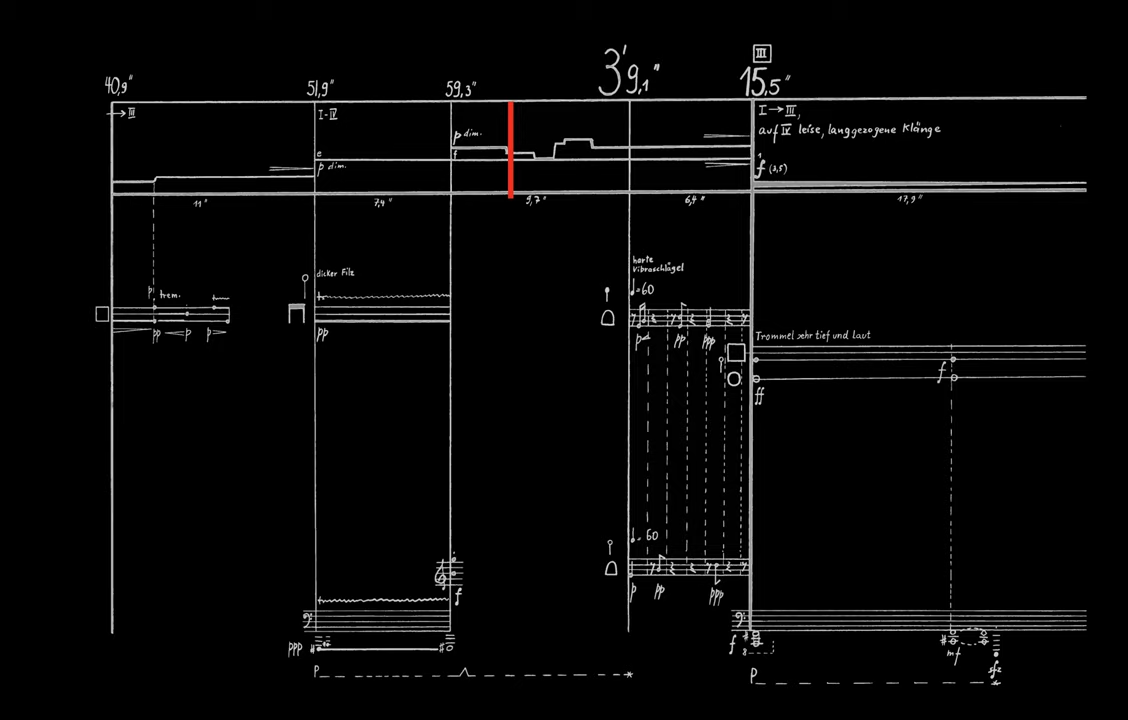 40,9″ 51,9″ 59,3″ 3′9,1″ 15,5″
III
→ III I-IV I → III,
auf IV leise, langgezogene Klänge
p dim.
e f 1
p dim. f (3,5)
11″ 7,4″ 9,7″ 6,4″ 17,9″
harte
Vibraschlägel
dicker Filz
♩=60
p trem.
pp < p p >
pp
p pp ppp
Trommel sehr tief und laut
f
ff
♩=60
p pp ppp
f
ppp
f 8
mf
sfz
P
P